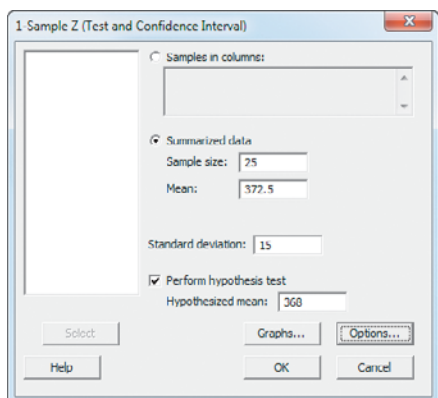 1-Sample Z (Test and Confidence Interval)
Samples in columns:
Summarized data
Sample size: 25
Mean: 372.5
Standard deviation: 15
Perform hypothesis test
Hypothesized mean: 368
Select
Graphs...
Options...
Help
OK
Cancel